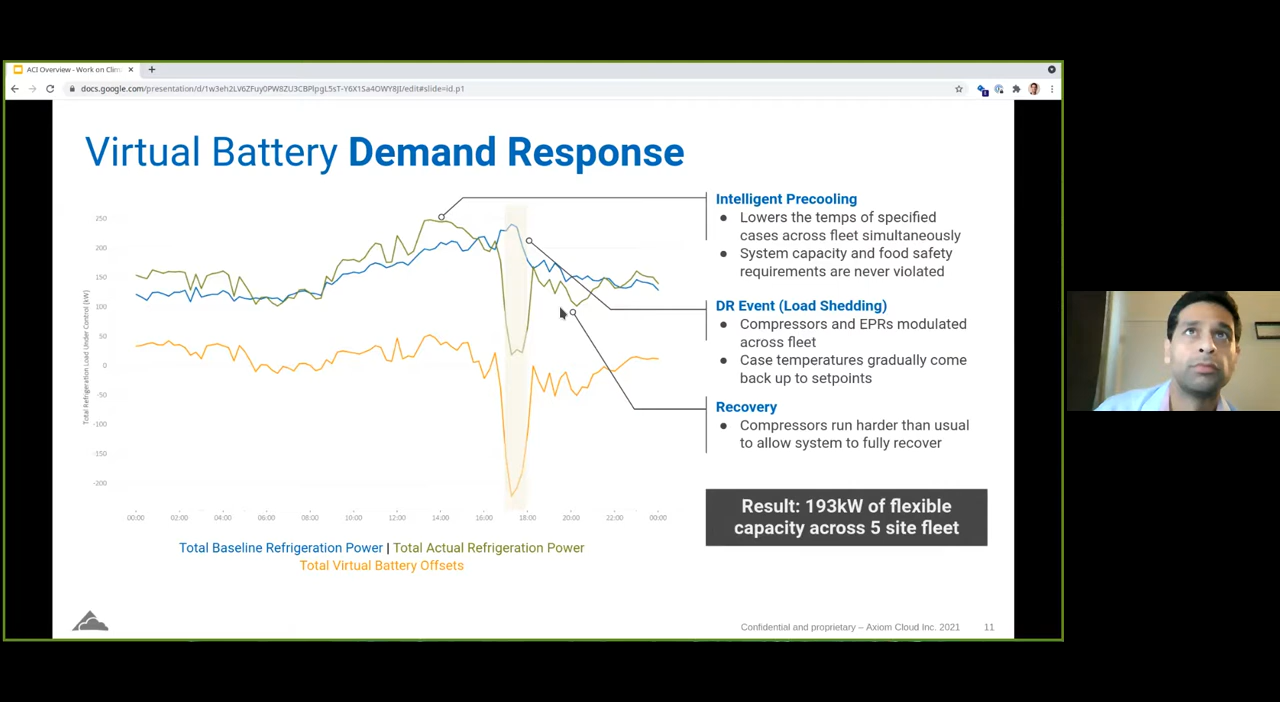 ACI Overview - Work on Clim
docs.google.com/presentation/d/1w3eh2LV6ZFuy0PW8ZU3CBPlpgL5sT-Y6X1Sa4OWY8JI/edit#slide=id.p1
Virtual Battery Demand Response
Total Refrigeration Load Under Control (kW)
250
200
150
100
50
0
-50
-100
-150
-200
00:00 02:00 04:00 06:00 08:00 10:00 12:00 14:00 16:00 18:00 20:00 22:00 00:00
Total Baseline Refrigeration Power | Total Actual Refrigeration Power
Total Virtual Battery Offsets
Intelligent Precooling
● Lowers the temps of specified
cases across fleet simultaneously
● System capacity and food safety
requirements are never violated
DR Event (Load Shedding)
● Compressors and EPRs modulated
across fleet
● Case temperatures gradually come
back up to setpoints
Recovery
● Compressors run harder than usual
to allow system to fully recover
Result: 193kW of flexible
capacity across 5 site fleet
Confidential and proprietary – Axiom Cloud Inc. 2021 11